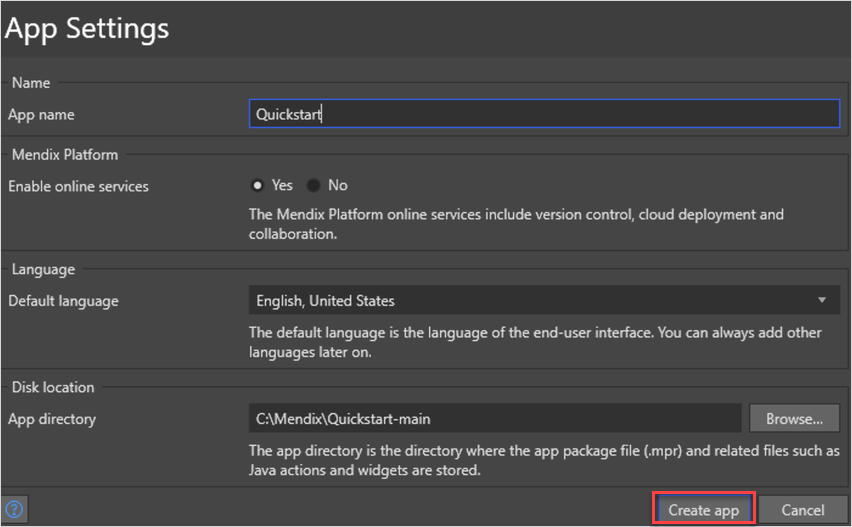 App Settings
Name
App name
Quickstart
Mendix Platform
Enable online services
Yes No
The Mendix Platform online services include version control, cloud deployment and
collaboration.
Language
Default language
English, United States
The default language is the language of the end-user interface. You can always add other
languages later on.
Disk location
App directory
C:\Mendix\Quickstart-main
Browse...
The app directory is the directory where the app package file (.mpr) and related files such as
Java actions and widgets are stored.
?
Create app
Cancel